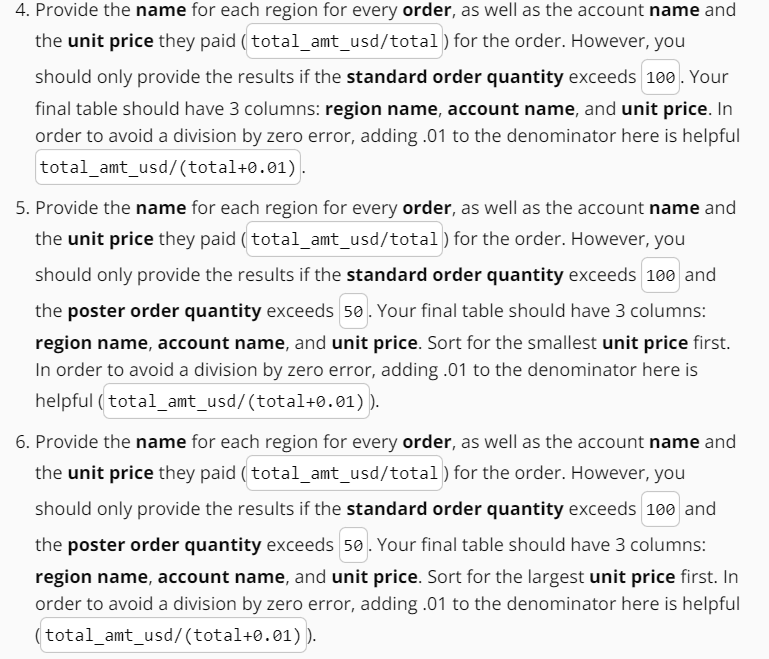 4. Provide the name for each region for every order, as well as the account name and
the unit price they paid (total_amt_usd/total) for the order. However, you
should only provide the results if the standard order quantity exceeds 100. Your
final table should have 3 columns: region name, account name, and unit price. In
order to avoid a division by zero error, adding .01 to the denominator here is helpful
total_amt_usd/(total+0.01).
5. Provide the name for each region for every order, as well as the account name and
the unit price they paid (total_amt_usd/total) for the order. However, you
should only provide the results if the standard order quantity exceeds 100 and
the poster order quantity exceeds 50. Your final table should have 3 columns:
region name, account name, and unit price. Sort for the smallest unit price first.
In order to avoid a division by zero error, adding .01 to the denominator here is
helpful (total_amt_usd/(total+0.01)).
6. Provide the name for each region for every order, as well as the account name and
the unit price they paid (total_amt_usd/total) for the order. However, you
should only provide the results if the standard order quantity exceeds 100 and
the poster order quantity exceeds 50. Your final table should have 3 columns:
region name, account name, and unit price. Sort for the largest unit price first. In
order to avoid a division by zero error, adding .01 to the denominator here is helpful
(total_amt_usd/(total+0.01)).